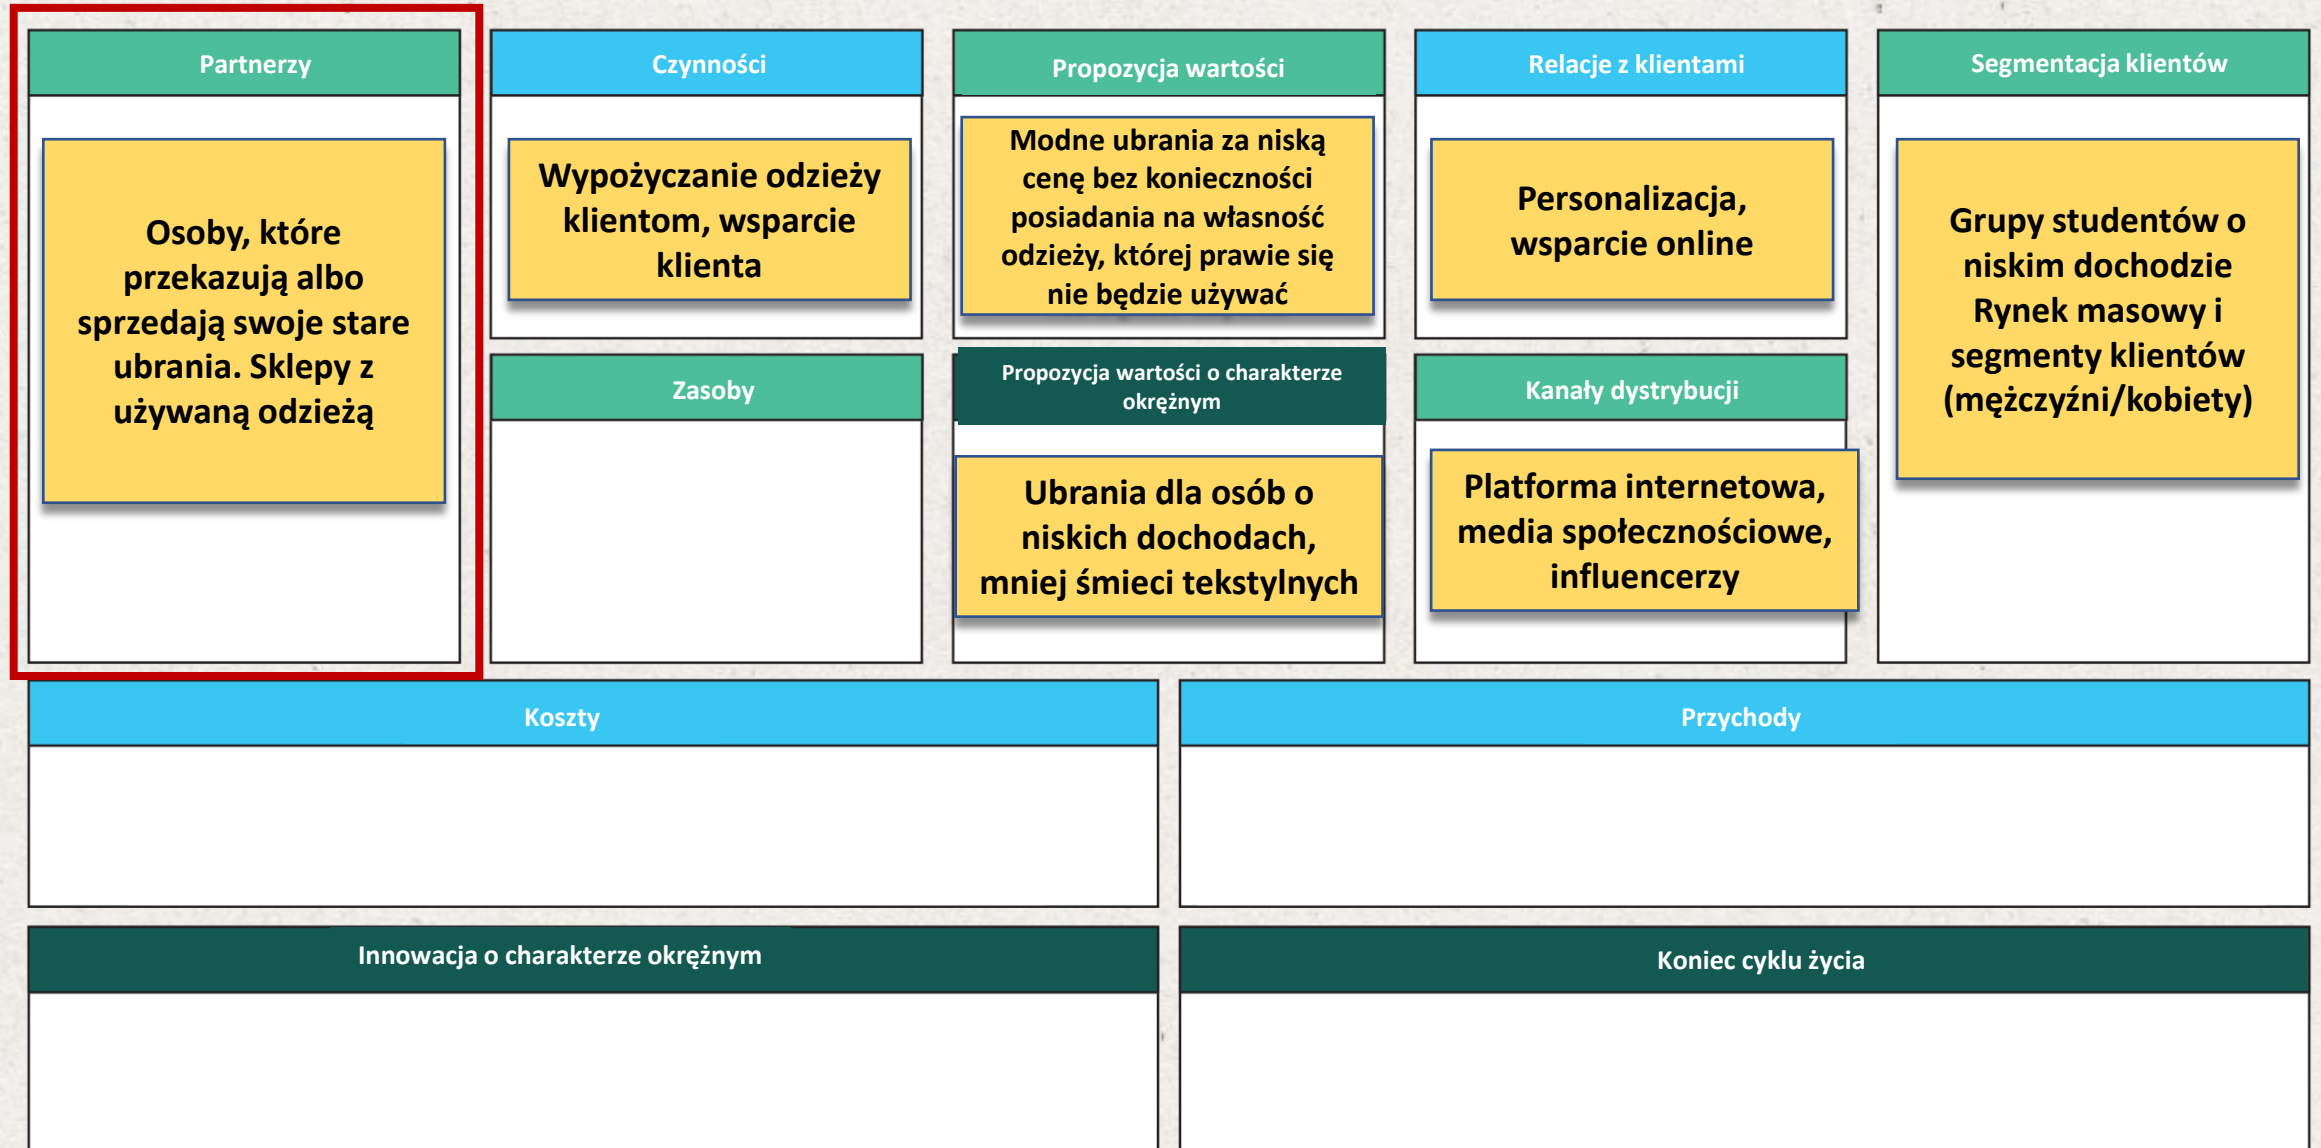 Partnerzy
Osoby, które
przekazują albo
sprzedają swoje stare
ubrania. Sklepy z
używaną odzieżą
Czynności
Wypożyczanie odzieży
klientom, wsparcie
klienta
Zasoby
Propozycja wartości
Modne ubrania za niską
cenę bez konieczności
posiadania na własność
odzieży, której prawie się
nie będzie używać
Propozycja wartości o charakterze
okrężnym
Ubrania dla osób o
niskich dochodach,
mniej śmieci tekstylnych
Relacje z klientami
Personalizacja,
wsparcie online
Kanały dystrybucji
Platforma internetowa,
media społecznościowe,
influencerzy
Segmentacja klientów
Grupy studentów o
niskim dochodzie
Rynek masowy i
segmenty klientów
(mężczyźni/kobiety)
Koszty
Przychody
Innowacja o charakterze okrężnym
Koniec cyklu życia